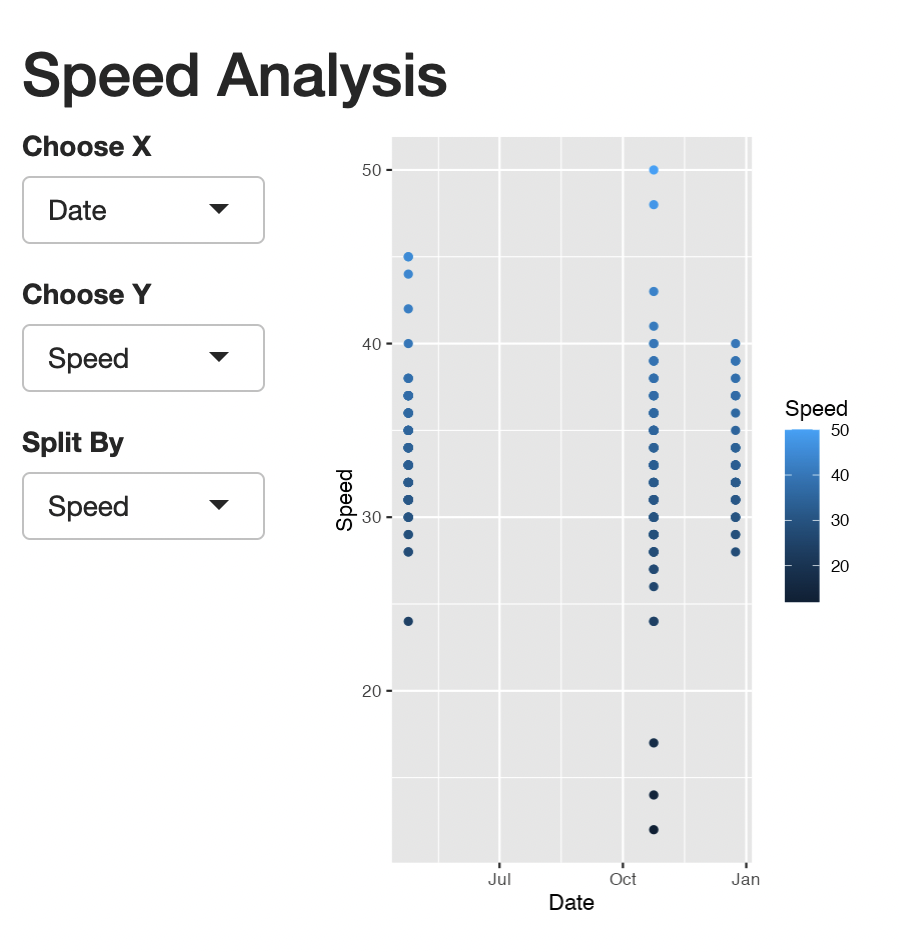 Speed Analysis
Choose X
Date
Choose Y
Speed
Split By
Speed
50
40
30
20
Speed
Jul
Oct
Jan
Date
Speed
50
40
30
20